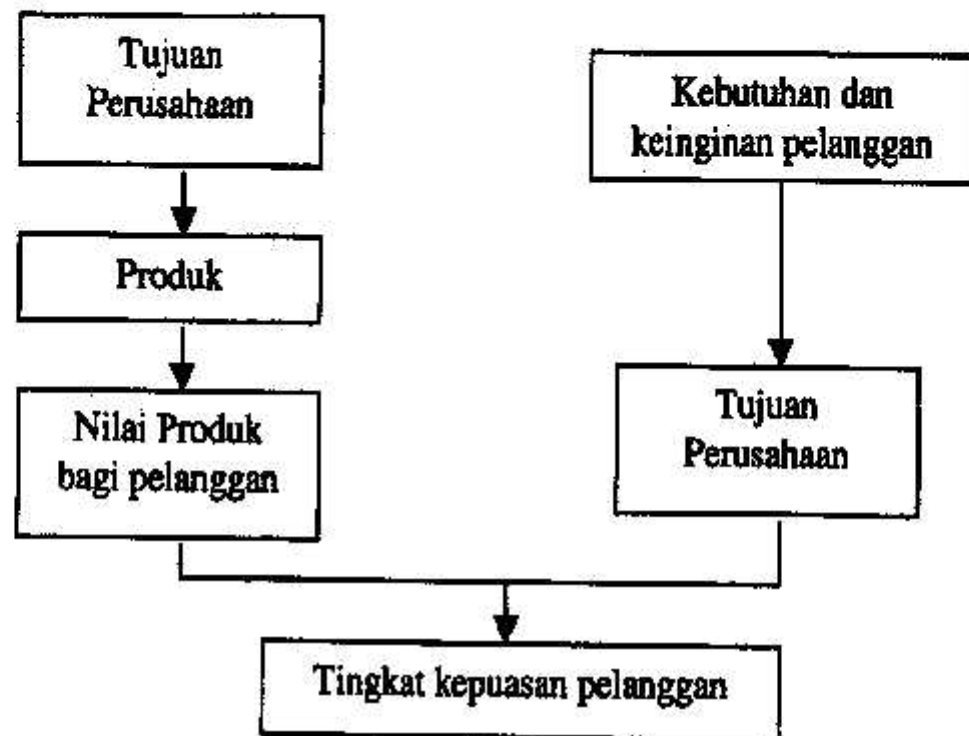 Tujuan
Perusahaan
Produk
Nilai Produk
bagi pelanggan
Kebutuhan dan
keinginan pelanggan
Tujuan
Perusahaan
Tingkat kepuasan pelanggan